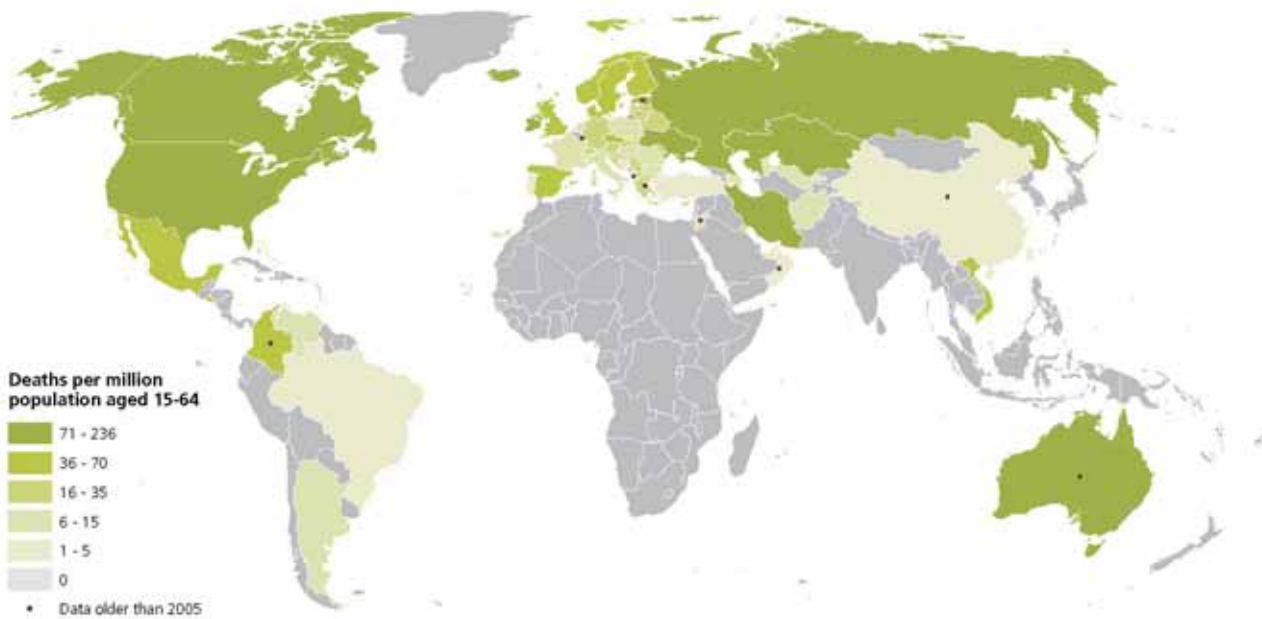 Deaths per million
population aged 15-64
71 - 236
36 - 70
16 - 35
6 - 15
1 - 5
0
Data older than 2005